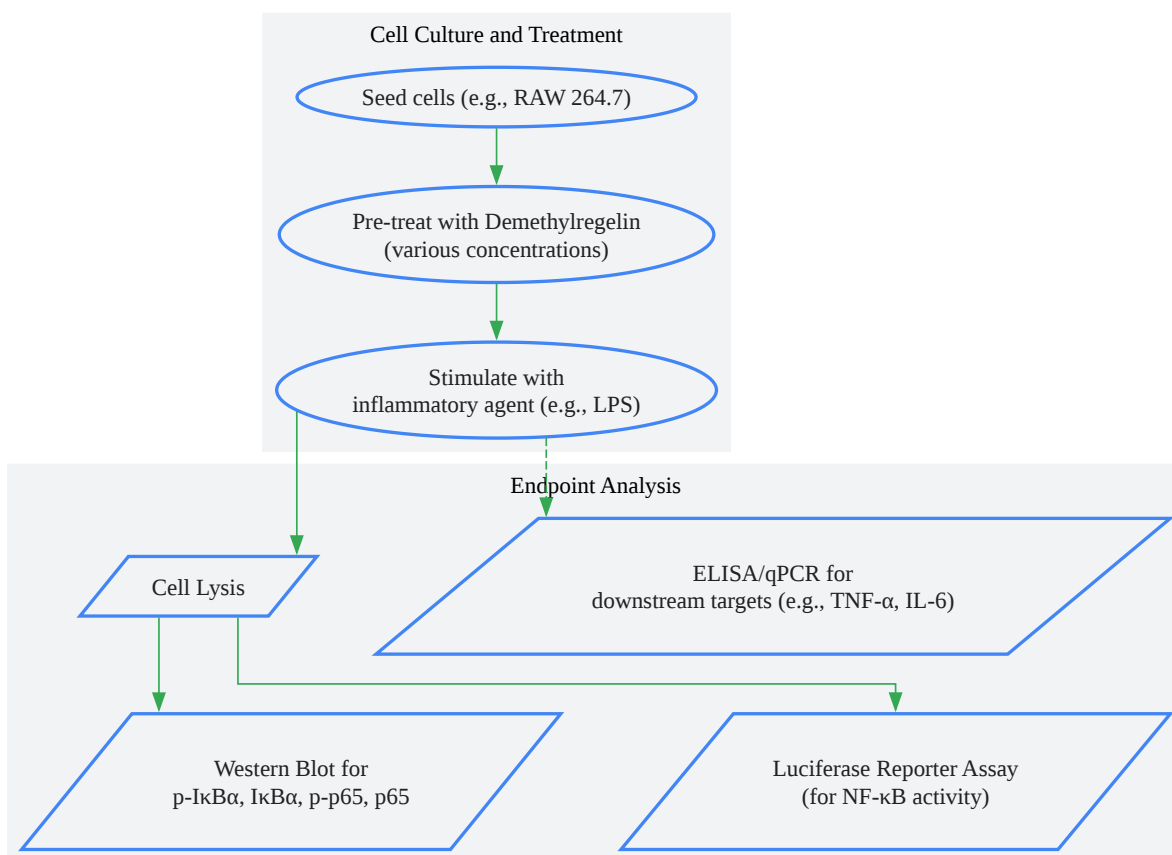 Cell Culture and Treatment
Seed cells (e.g., RAW 264.7)
Pre-treat with Demethylregelin
(various concentrations)
Stimulate with
inflammatory agent (e.g., LPS)
Endpoint Analysis
ELISA/qPCR for
downstream targets (e.g., TNF-α, IL-6)
Cell Lysis
Western Blot for
p-IκBα, IκBα, p-p65, p65
Luciferase Reporter Assay
(for NF-κB activity)